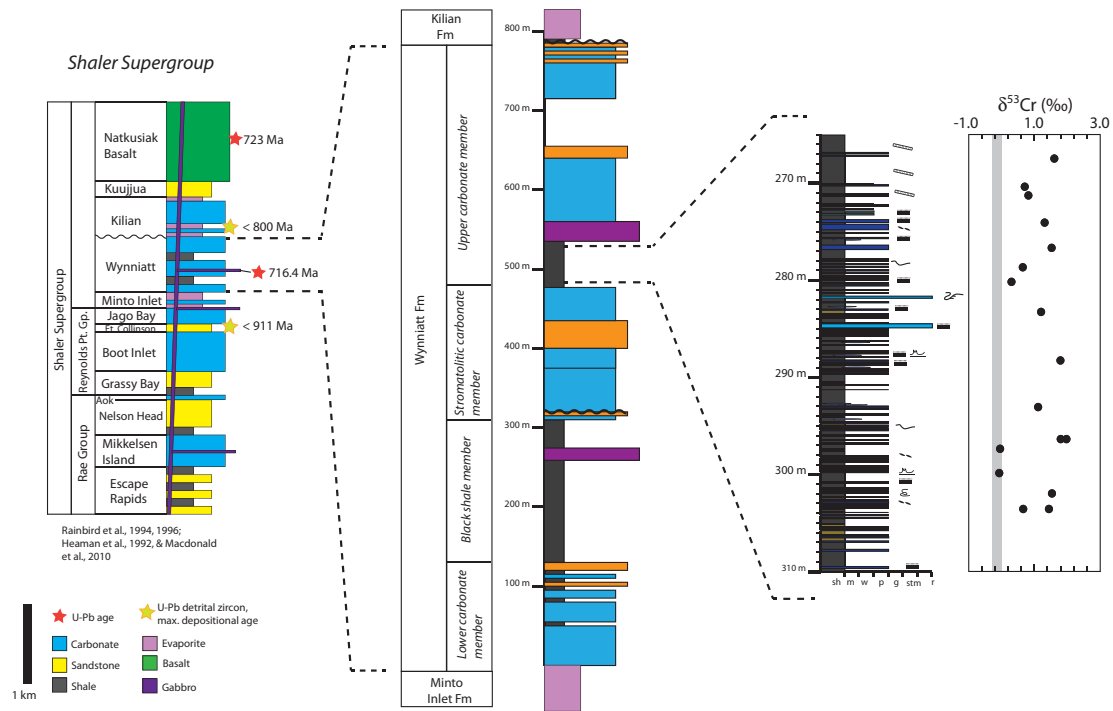 Shaler Supergroup
Shaler Supergroup
Reynolds Pt. Gp.
Rae Group
Natkusiak
Basalt
Kuujjua
Kilian
Wynniatt
Minto Inlet
Jago Bay
Ft. Collinson
Boot Inlet
Grassy Bay
Aok
Nelson Head
Mikkelsen
Island
Escape
Rapids
723 Ma
< 800 Ma
716.4 Ma
< 911 Ma
Rainbird et al., 1994, 1996;
Heaman et al., 1992, & Macdonald
et al., 2010
1 km
U-Pb age
U-Pb detrital zircon,
max. depositional age
Carbonate
Evaporite
Sandstone
Basalt
Shale
Gabbro
Kilian
Fm
Wynniatt Fm
Upper carbonate member
Stromatolitic carbonate
member
Black shale member
Lower carbonate
member
Minto
Inlet Fm
800 m
700 m
600 m
500 m
400 m
300 m
200 m
100 m
270 m
280 m
290 m
300 m
310 m
sh m w p g stm r
δ53Cr (‰)
-1.0 1.0 3.0